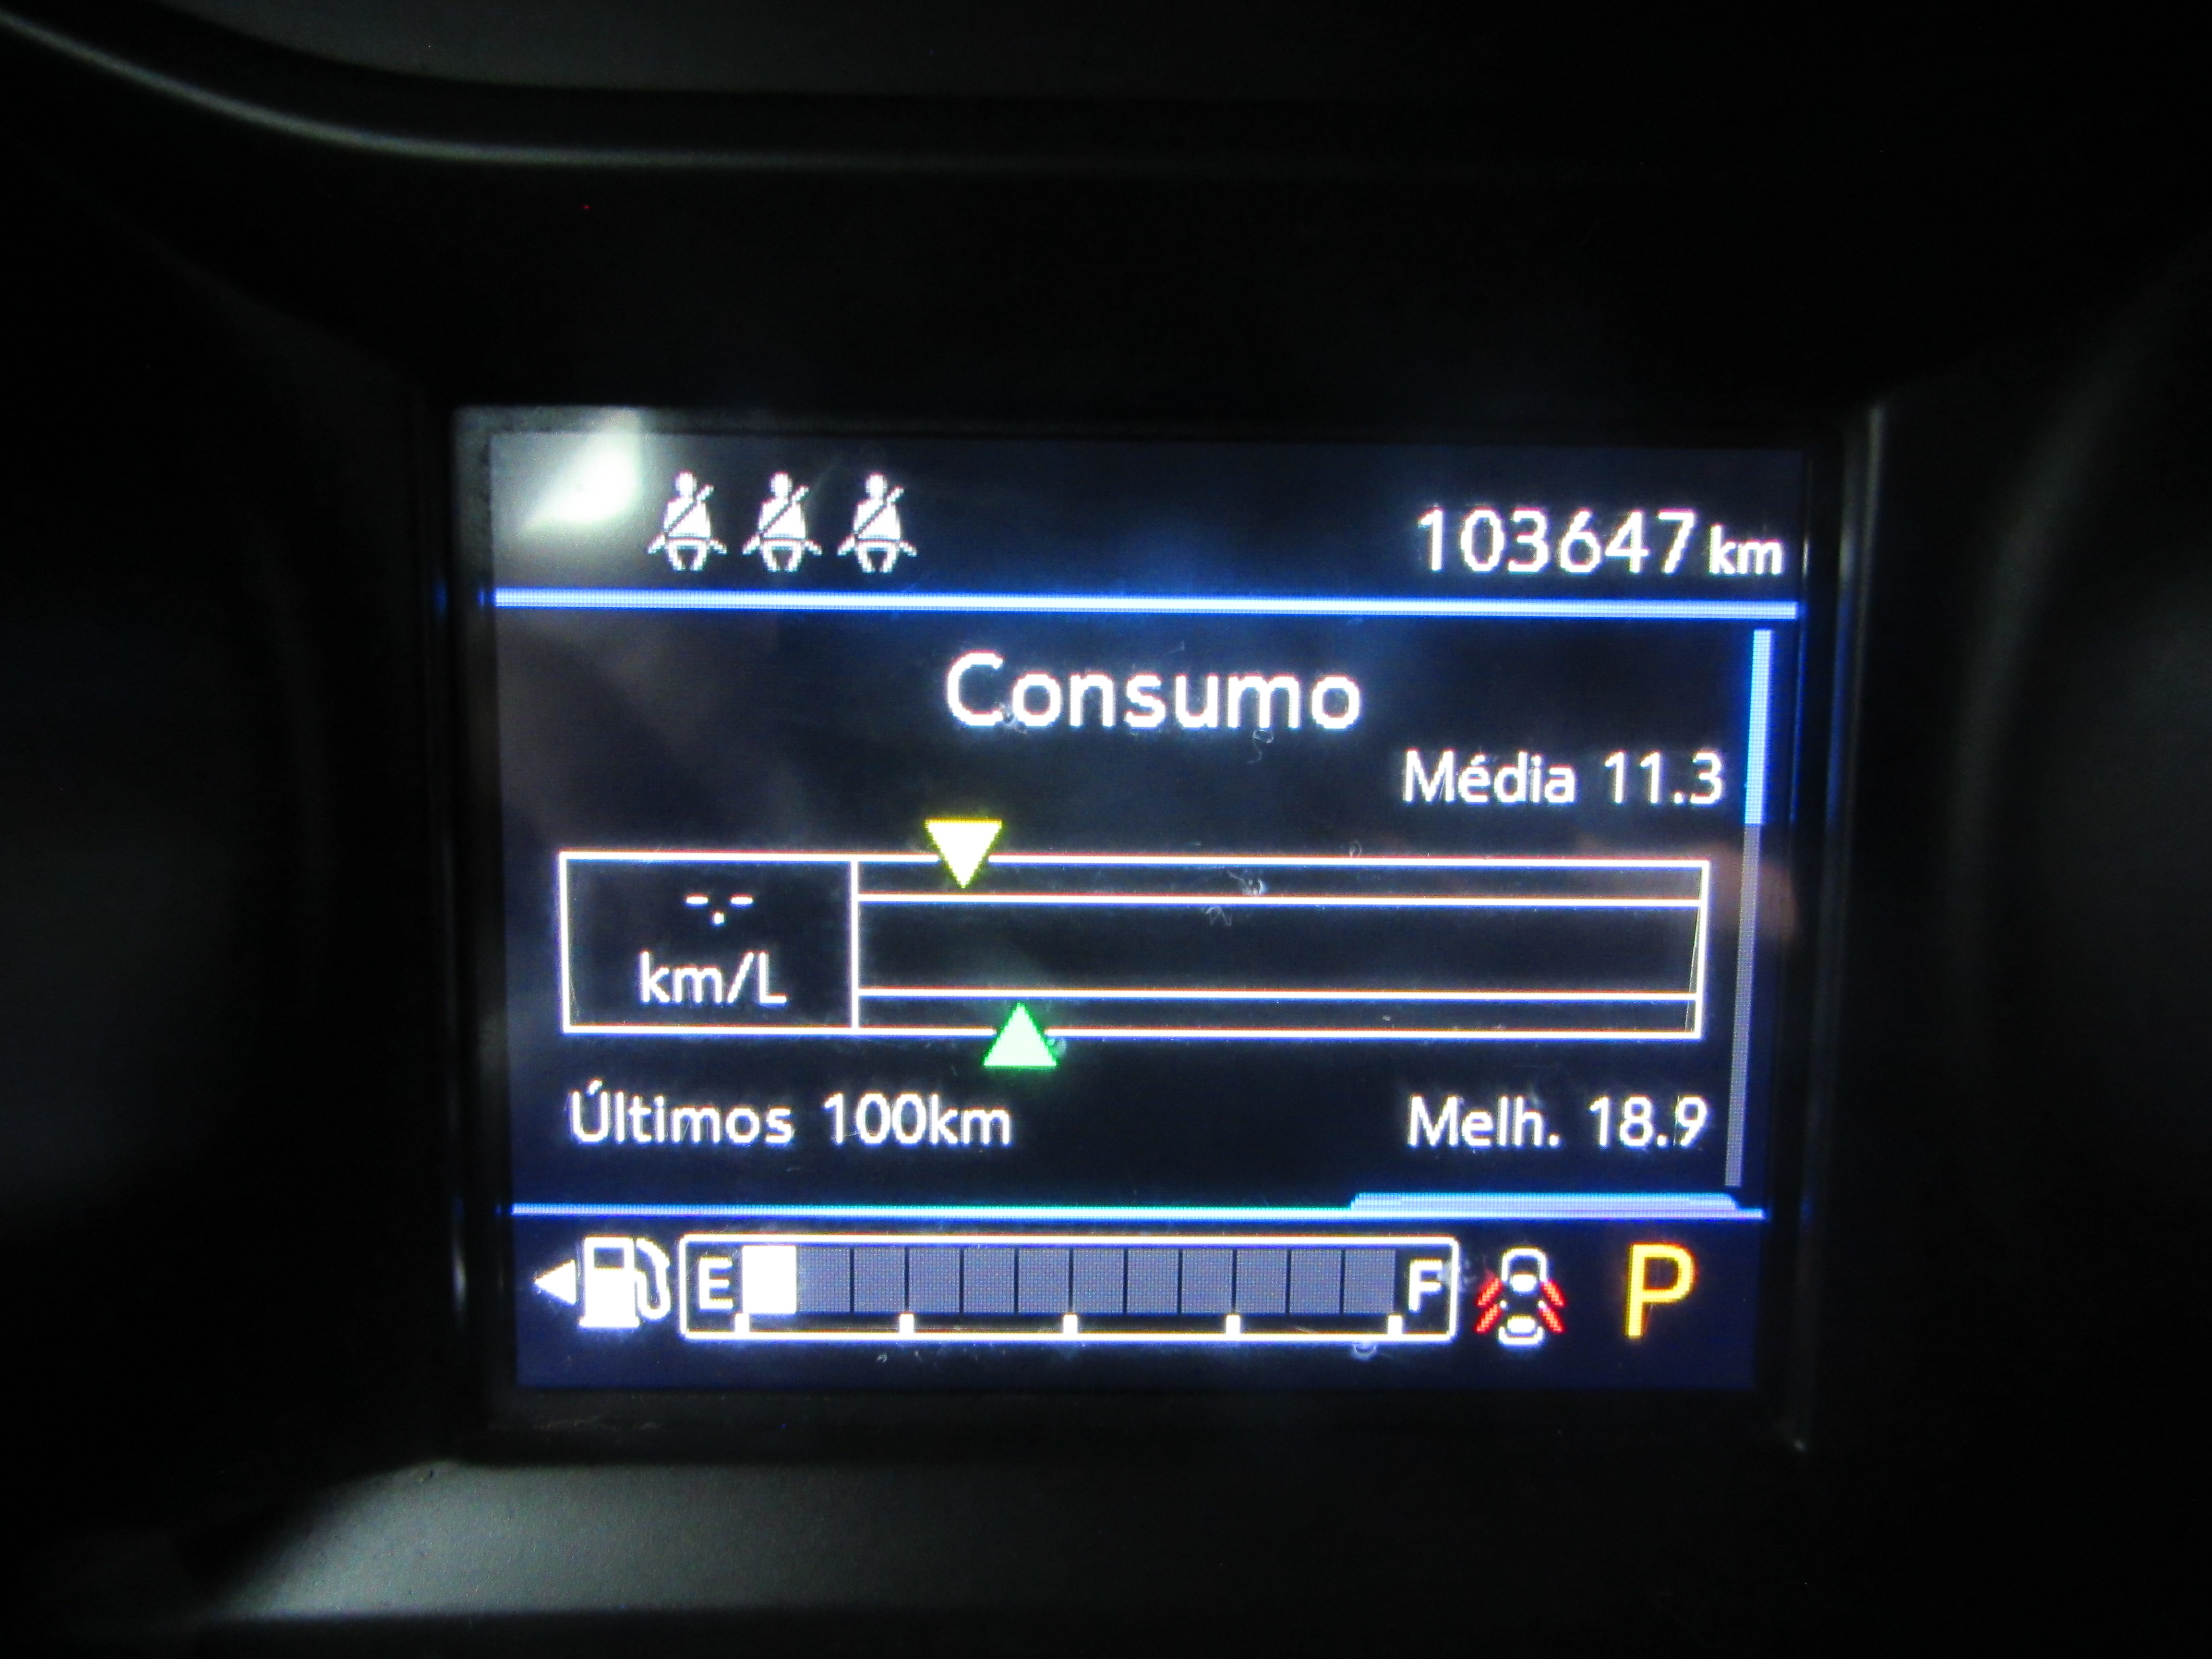 103647 km
Consumo
Média 11.3
-.-
km/L
Últimos 100km Melh. 18.9
E F P